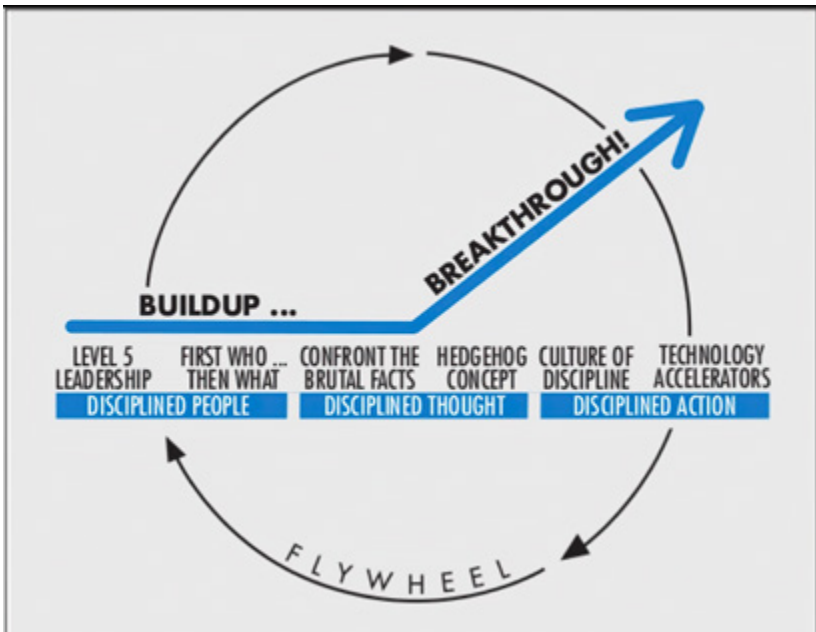 BREAKTHROUGH!
BUILDUP ...
LEVEL 5
LEADERSHIP
FIRST WHO ...
THEN WHAT
CONFRONT THE
BRUTAL FACTS
HEDGEHOG
CONCEPT
CULTURE OF
DISCIPLINE
TECHNOLOGY
ACCELERATORS
DISCIPLINED PEOPLE
DISCIPLINED THOUGHT
DISCIPLINED ACTION
FLYWHEEL